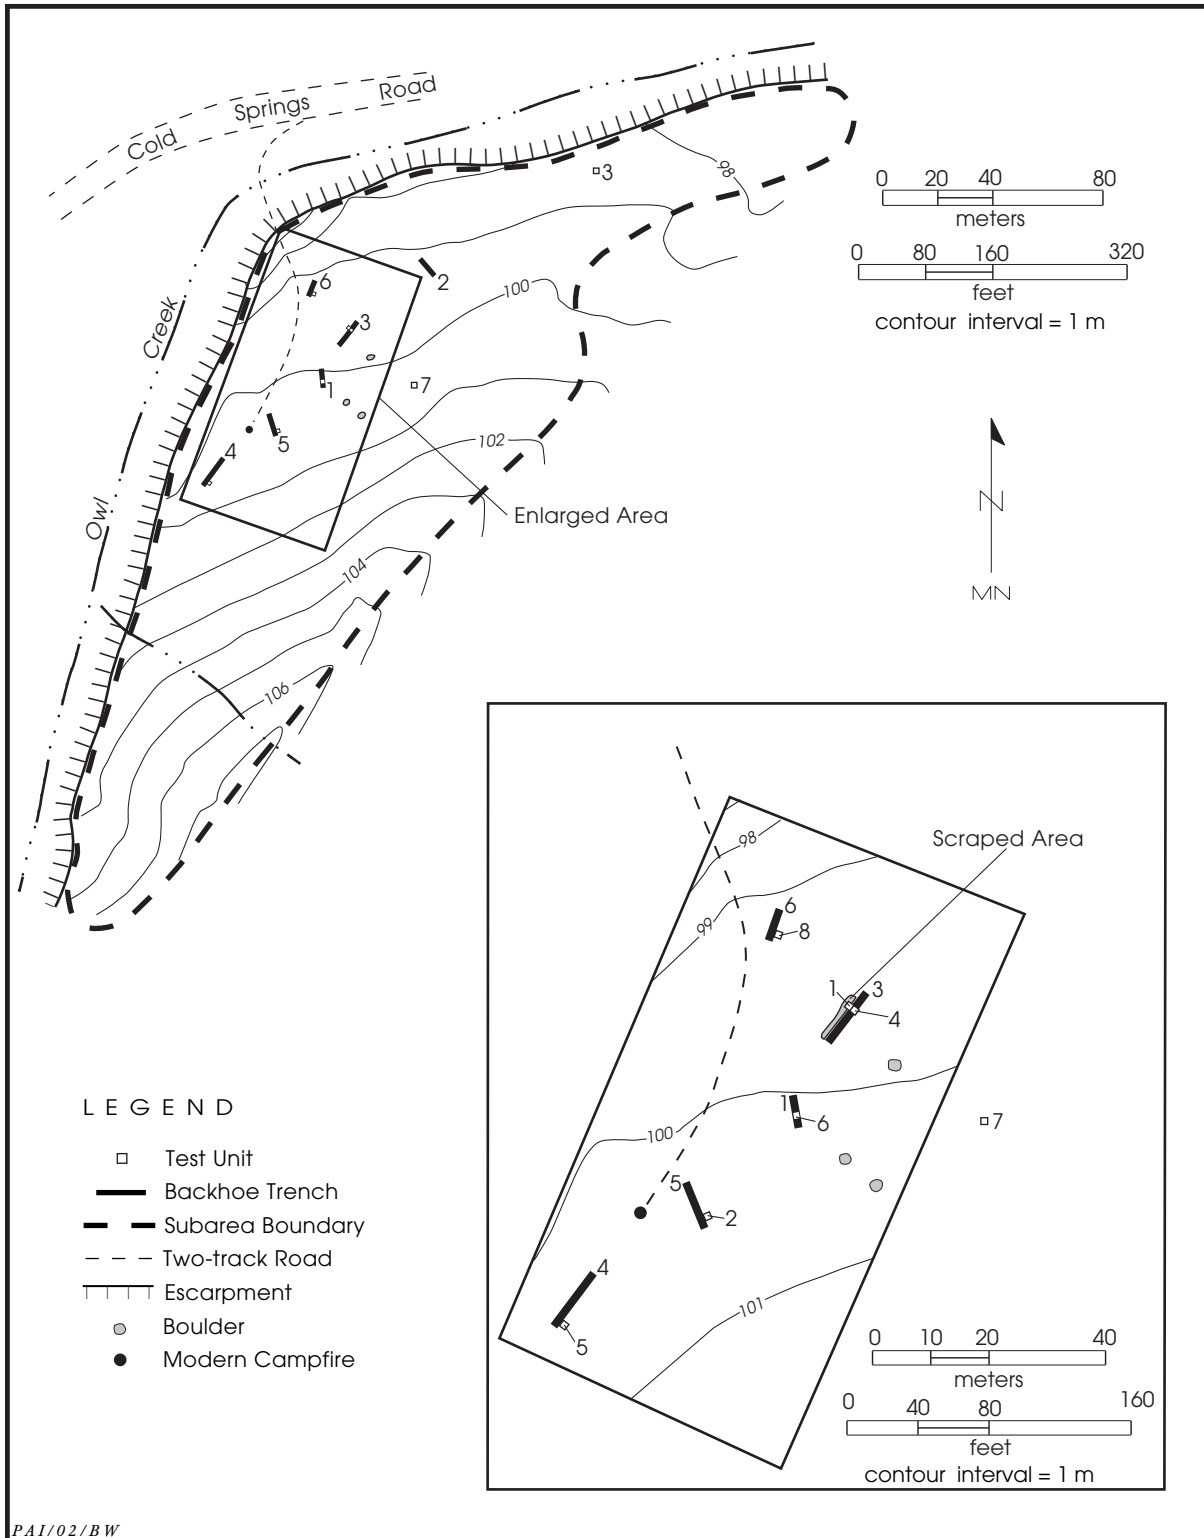 Cold Springs Road
98
3
0 20 40 80
meters
0 80 160 320
feet
contour interval = 1 m
6
2
100
3
Creek
1
7
5
4
102
Owl
Enlarged Area
N
MN
104
106
Scraped Area
98
6
8
99
1
3
4
1
6
7
100
5
2
4
5
101
0 10 20 40
meters
0 40 80 160
feet
contour interval = 1 m
LEGEND
Test Unit
Backhoe Trench
Subarea Boundary
Two-track Road
Escarpment
Boulder
Modern Campfire
PAI/02/BW